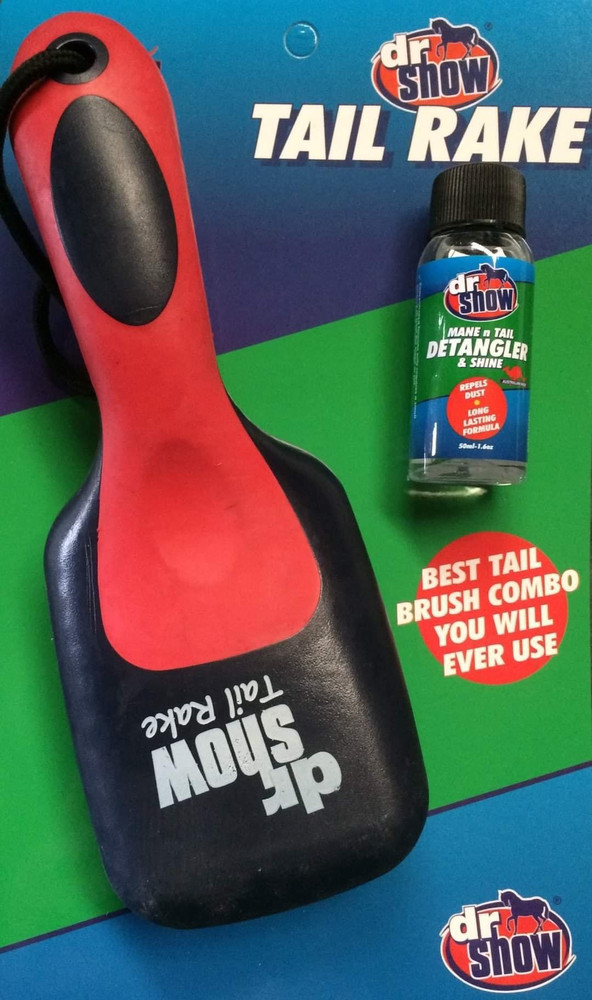 dr
show
®
TAIL RAKE
dr
show
MANE n TAIL
DETANGLER
& SHINE
REPELS
DUST
LONG
LASTING
FORMULA
50ml-1.6oz
BEST TAIL
BRUSH COMBO
YOU WILL
EVER USE
dr
show
Tail Rake
dr
show
®